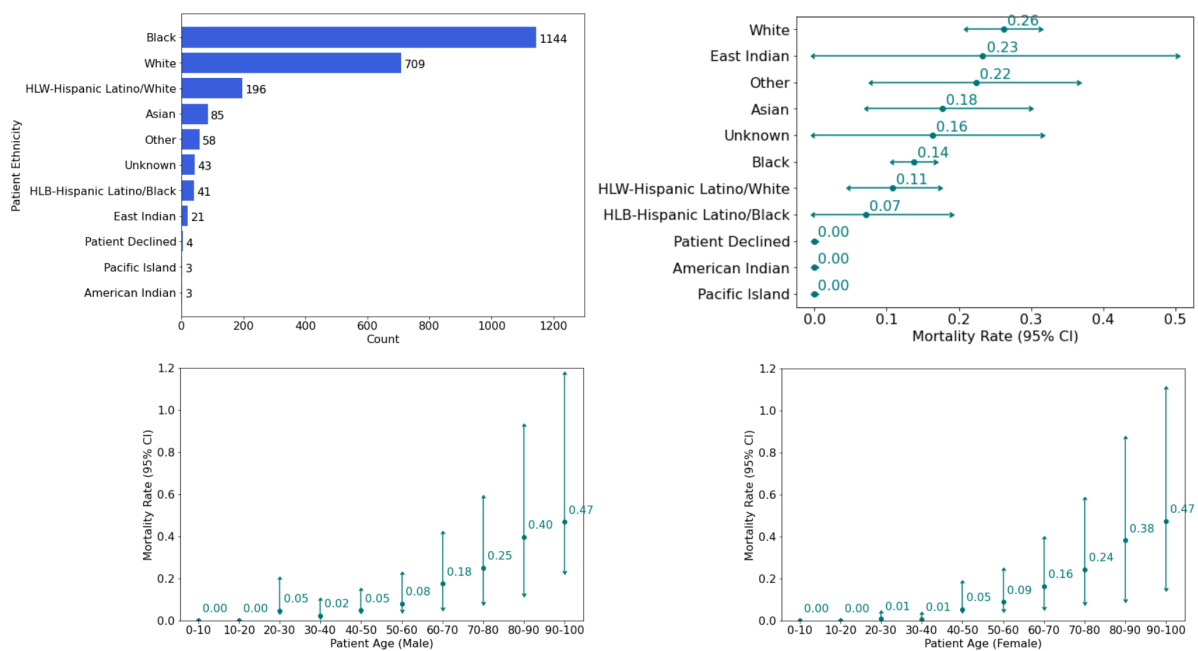 Patient Ethnicity
Black 1144
White 709
HLW-Hispanic Latino/White 196
Asian 85
Other 58
Unknown 43
HLB-Hispanic Latino/Black 41
East Indian 21
Patient Declined 4
Pacific Island 3
American Indian 3
0 200 400 600 800 1000 1200
Count
White 0.26
East Indian 0.23
Other 0.22
Asian 0.18
Unknown 0.16
Black 0.14
HLW-Hispanic Latino/White 0.11
HLB-Hispanic Latino/Black 0.07
Patient Declined 0.00
American Indian 0.00
Pacific Island 0.00
0.0 0.1 0.2 0.3 0.4 0.5
Mortality Rate (95% CI)
Mortality Rate (95% CI)
1.2
1.0
0.8
0.6
0.4
0.2
0.0
0.00 0.00 0.05 0.02 0.05 0.08 0.18 0.25 0.40 0.47
0-10 10-20 20-30 30-40 40-50 50-60 60-70 70-80 80-90 90-100
Patient Age (Male)
Mortality Rate (95% CI)
1.2
1.0
0.8
0.6
0.4
0.2
0.0
0.00 0.00 0.01 0.01 0.05 0.09 0.16 0.24 0.38 0.47
0-10 10-20 20-30 30-40 40-50 50-60 60-70 70-80 80-90 90-100
Patient Age (Female)